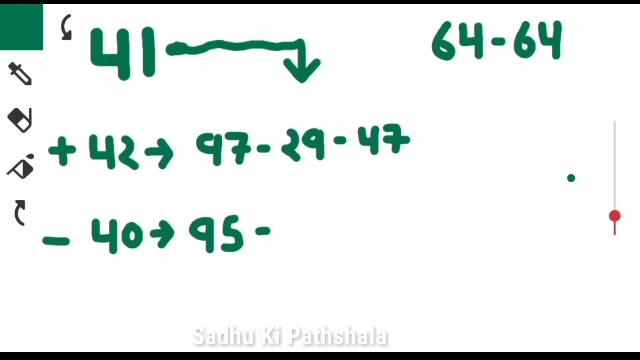 41 64-64
+ 42 → 97 - 29 - 47
- 40 → 95 -
Sadhu Ki Pathshala